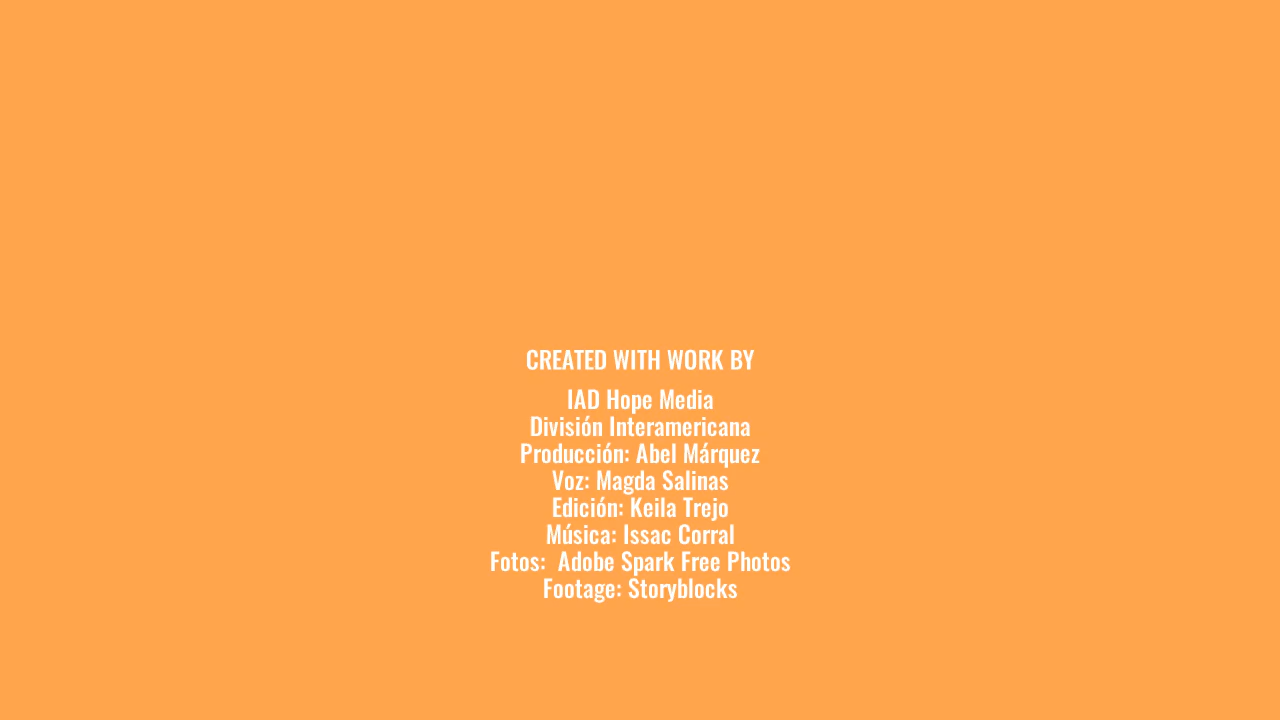 CREATED WITH WORK BY
IAD Hope Media
División Interamericana
Producción: Abel Márquez
Voz: Magda Salinas
Edición: Keila Trejo
Música: Issac Corral
Fotos:  Adobe Spark Free Photos
Footage: Storyblocks